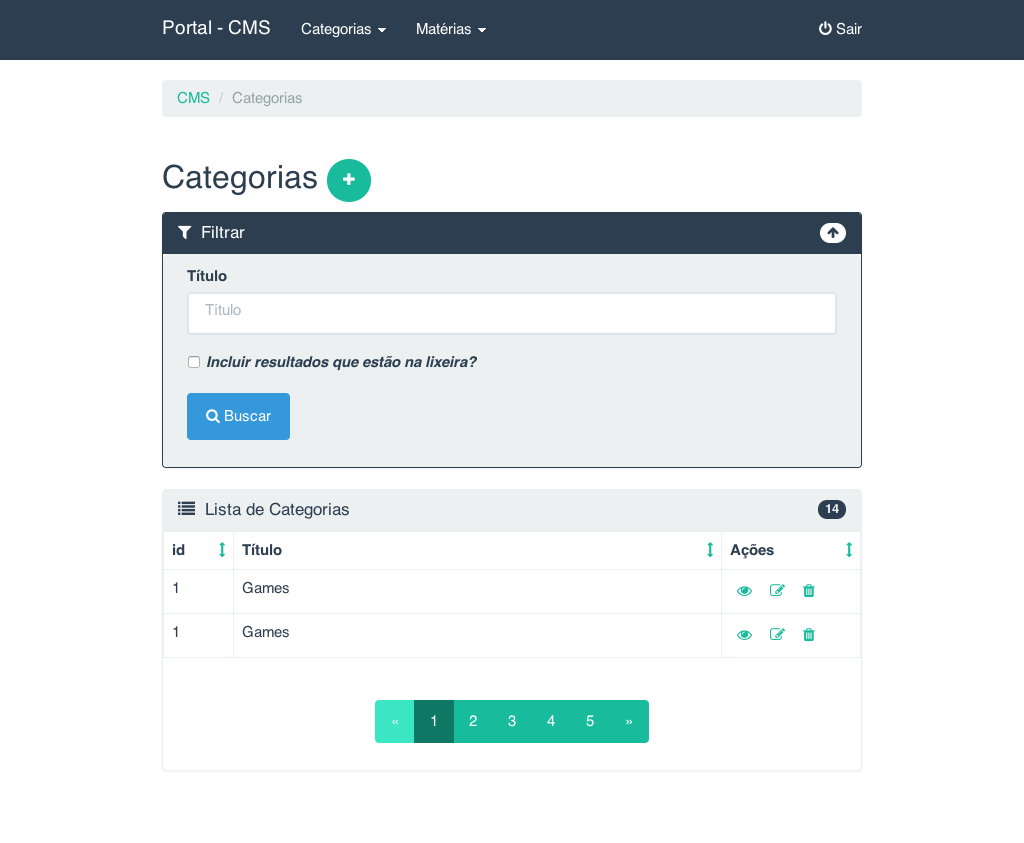 Portal - CMS Categorias Matérias Sair
CMS / Categorias
Categorias +
Filtrar
Título
Título
Incluir resultados que estão na lixeira?
Buscar
Lista de Categorias 14
id Título Ações
1 Games
1 Games
« 1 2 3 4 5 »